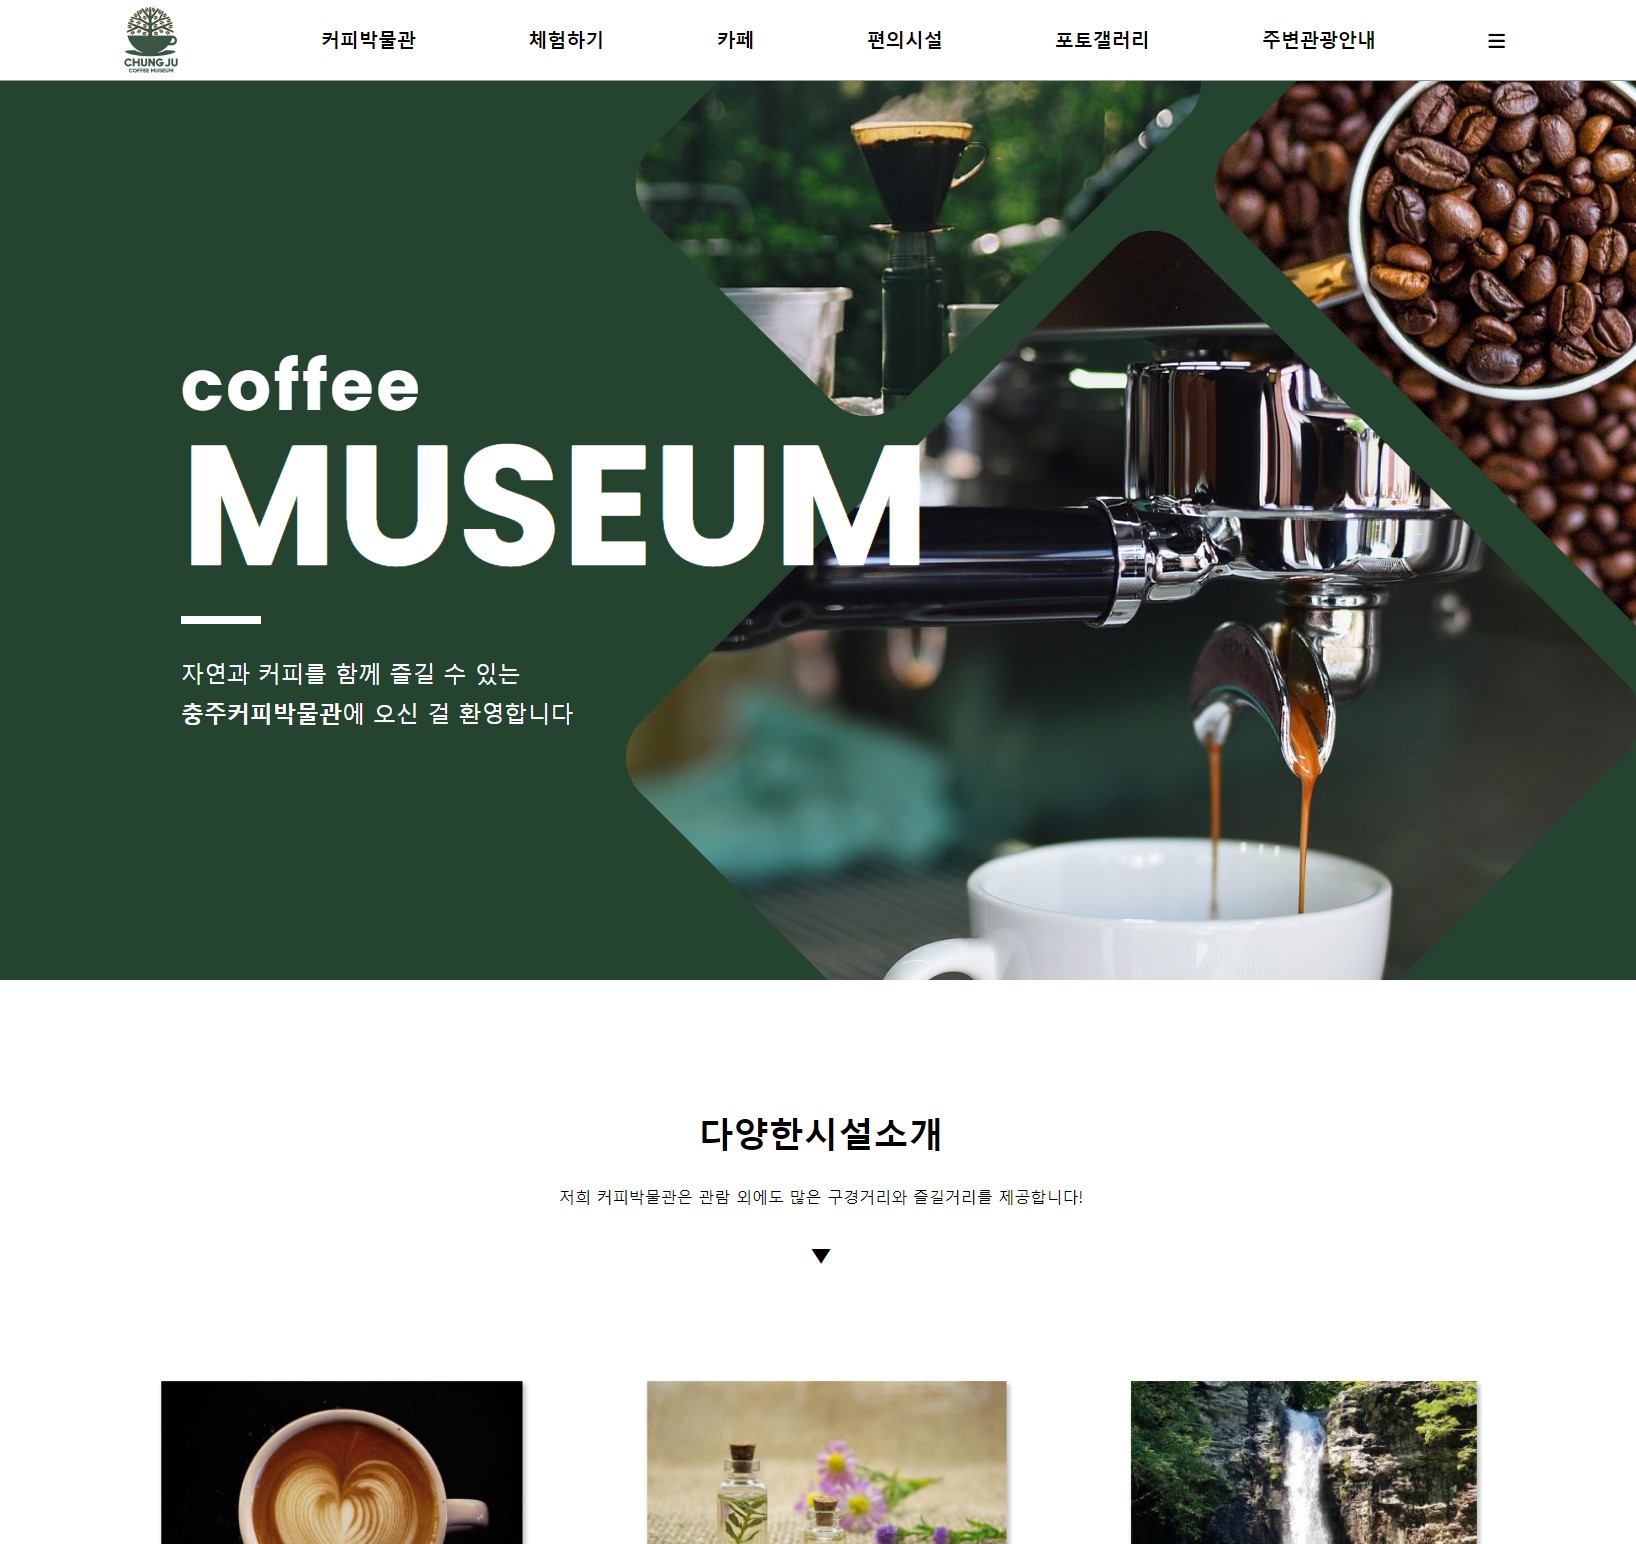 CHUNGJU
COFFEE MUSEUM
커피박물관
체험하기
카페
편의시설
포토갤러리
주변관광안내
coffee
MUSEUM
자연과 커피를 함께 즐길 수 있는
충주커피박물관에 오신 걸 환영합니다
다양한시설소개
저희 커피박물관은 관람 외에도 많은 구경거리와 즐길거리를 제공합니다!